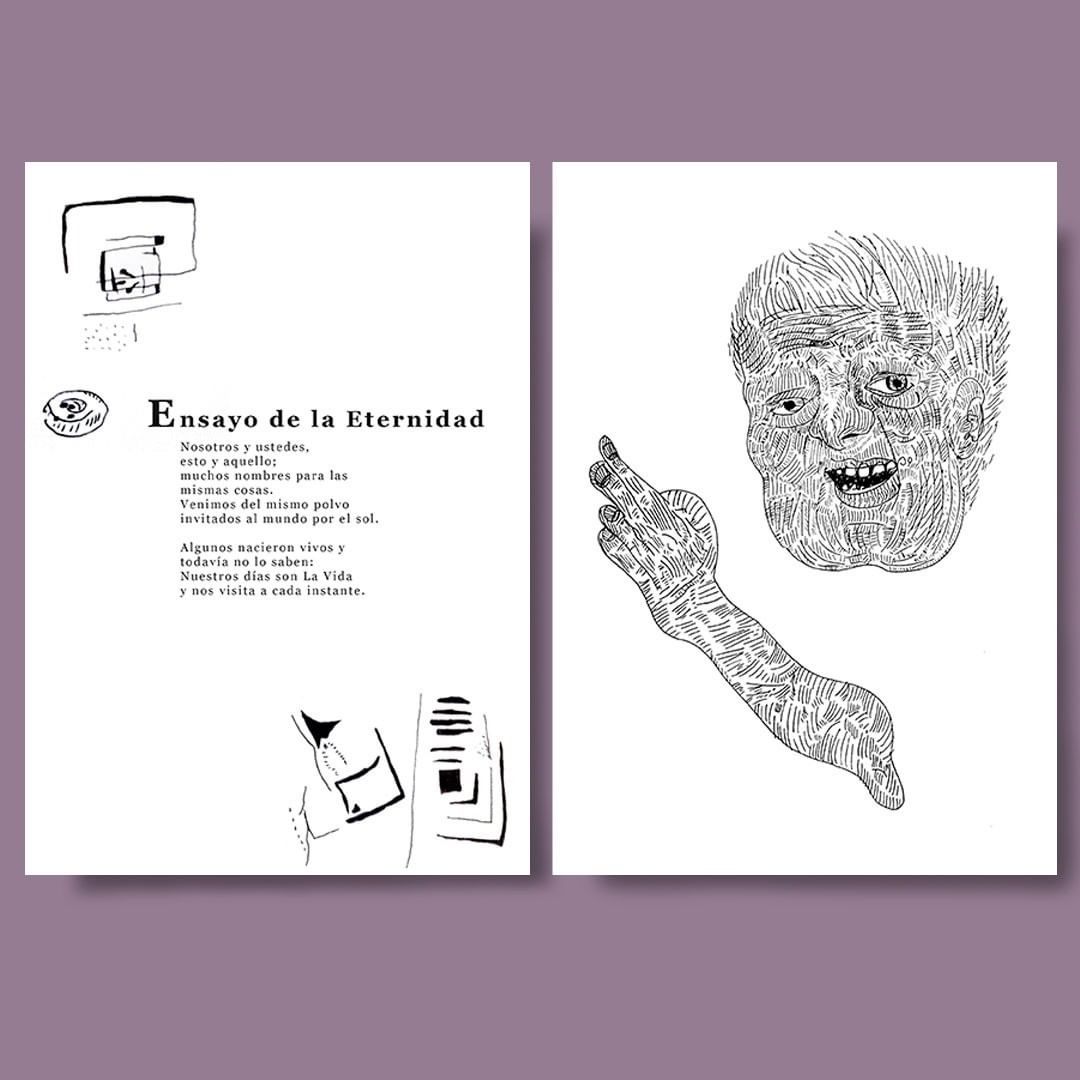 Ensayo de la Eternidad
Nosotros y ustedes,
esto y aquello;
muchos nombres para las
mismas cosas.
Venimos del mismo polvo
invitados al mundo por el sol.
Algunos nacieron vivos y
todavía no lo saben:
Nuestros días son La Vida
y nos visita a cada instante.